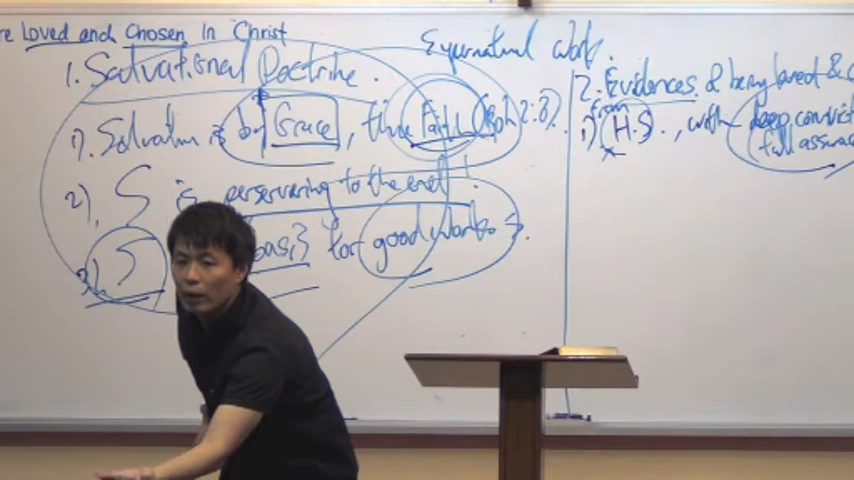 re Loved and Chosen In Christ
Supernatural work.
1. Salvational Doctrine.
1). Salvation is by Grace, thru Faith (Eph 2:8).
2), S is perservering to the end!
3), S basis for good works.
2. Evidences of being loved &
from
1) H.S., with deep convict
full assura